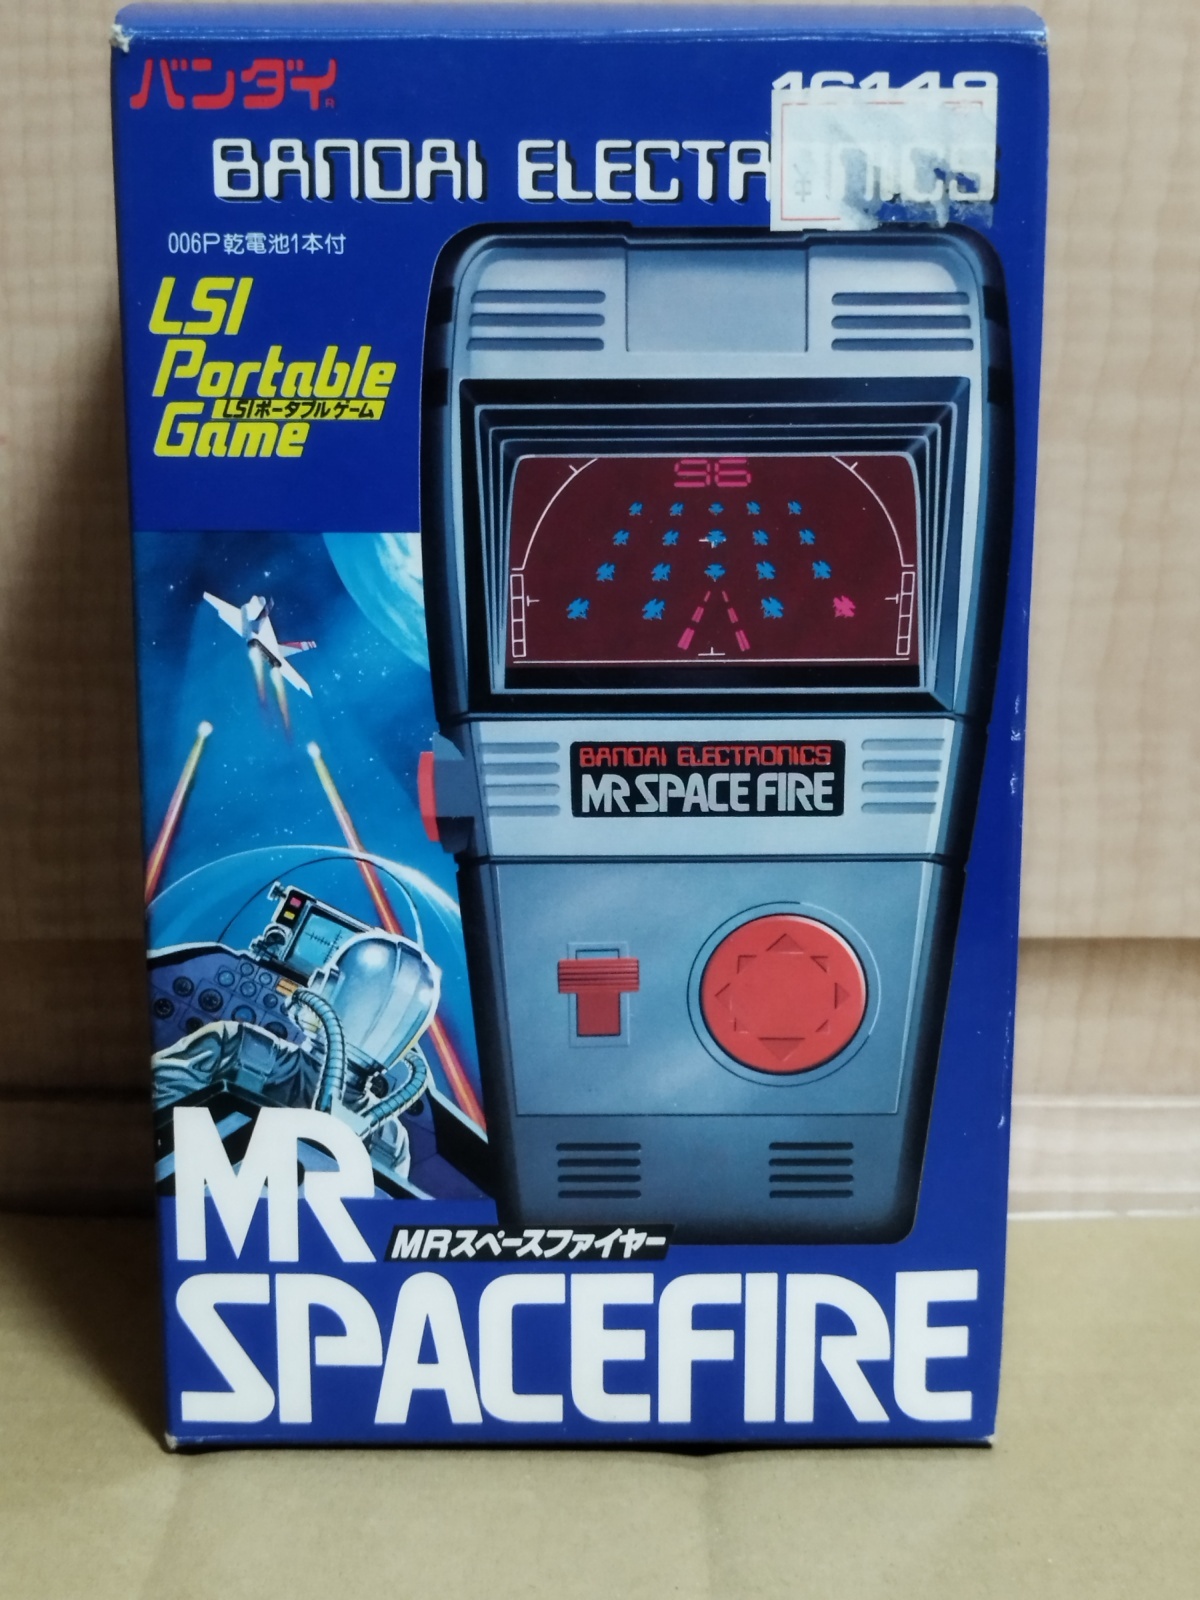 バンダイ
BANDAI ELECTRONICS
006P乾電池1本付
LSI
Portable
LSIポータブルゲーム
Game
96
BANDAI ELECTRONICS
MR SPACE FIRE
MR
MRスペースファイヤー
SPACEFIRE